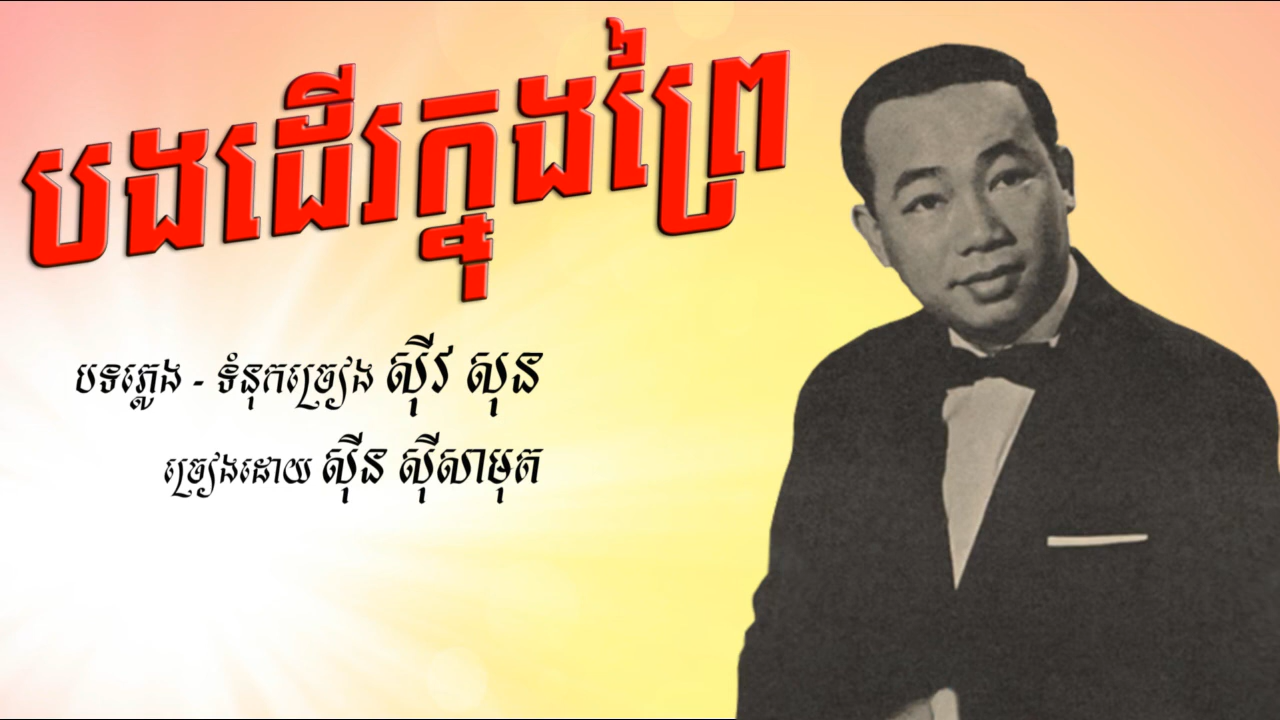 បងដើរក្នុងព្រៃ
បទភ្លេង - ទំនុកច្រៀង ស៊ីវ សុន
ច្រៀងដោយ ស៊ីន ស៊ីសាមុត